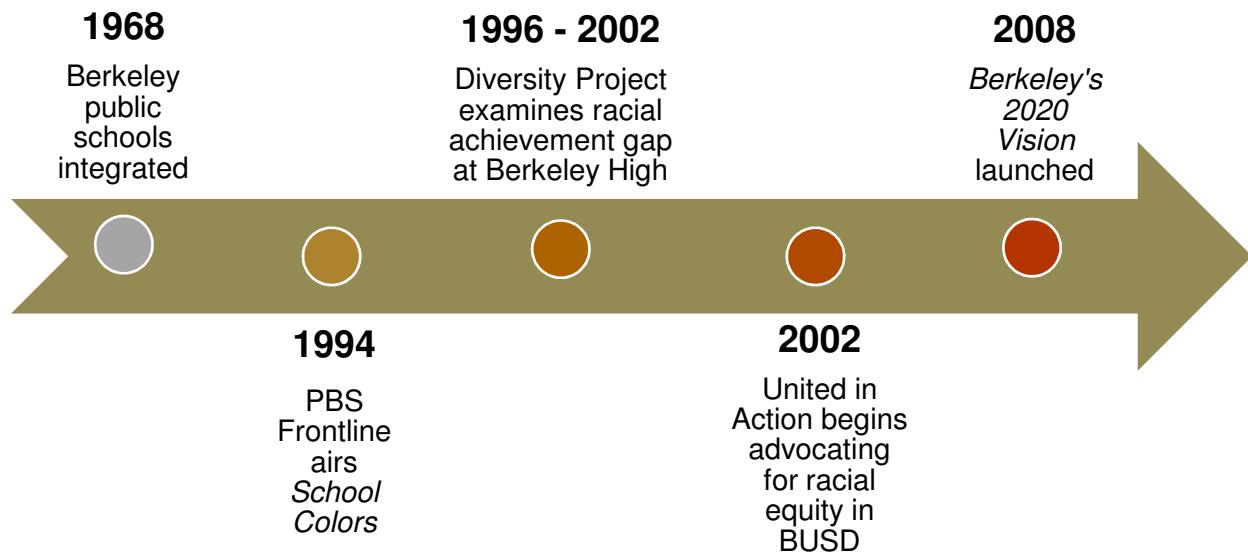 1968
Berkeley
public
schools
integrated
1994
PBS
Frontline
airs
School
Colors
1996 - 2002
Diversity Project
examines racial
achievement gap
at Berkeley High
2002
United in
Action begins
advocating
for racial
equity in
BUSD
2008
Berkeley's
2020
Vision
launched